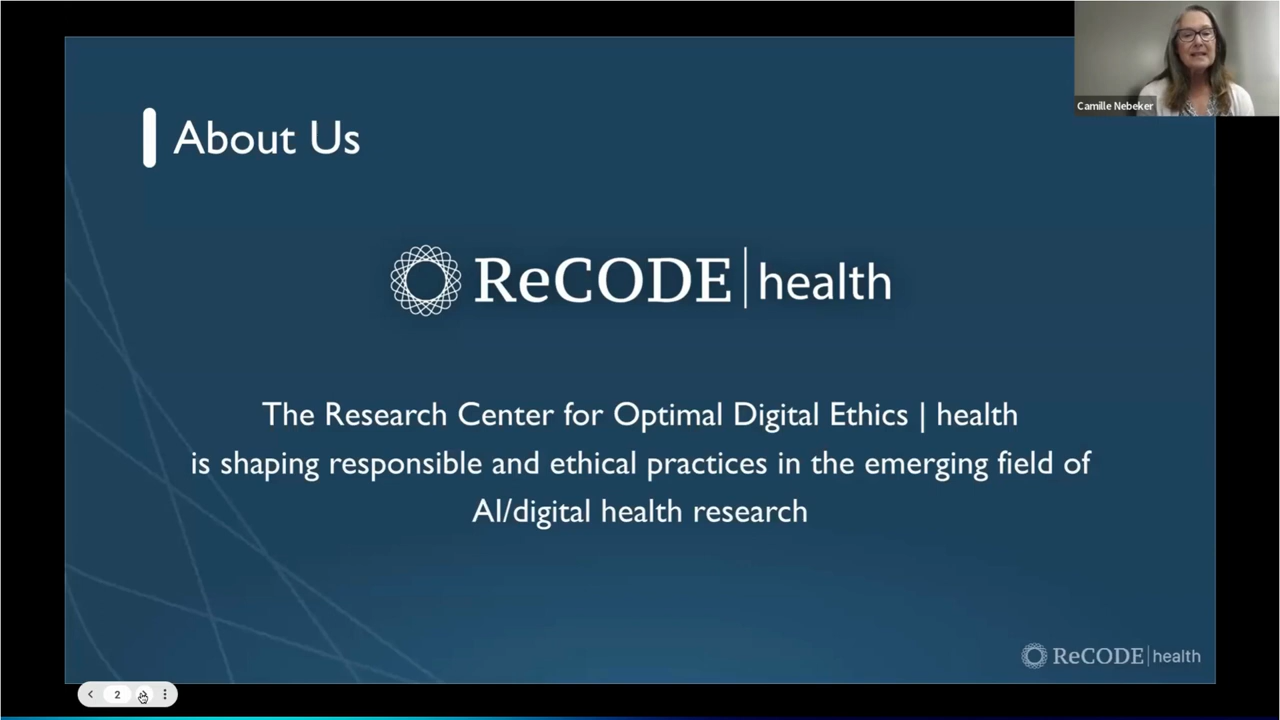 Camille Nebeker
About Us
ReCODE | health
The Research Center for Optimal Digital Ethics | health
is shaping responsible and ethical practices in the emerging field of
AI/digital health research
ReCODE | health
2